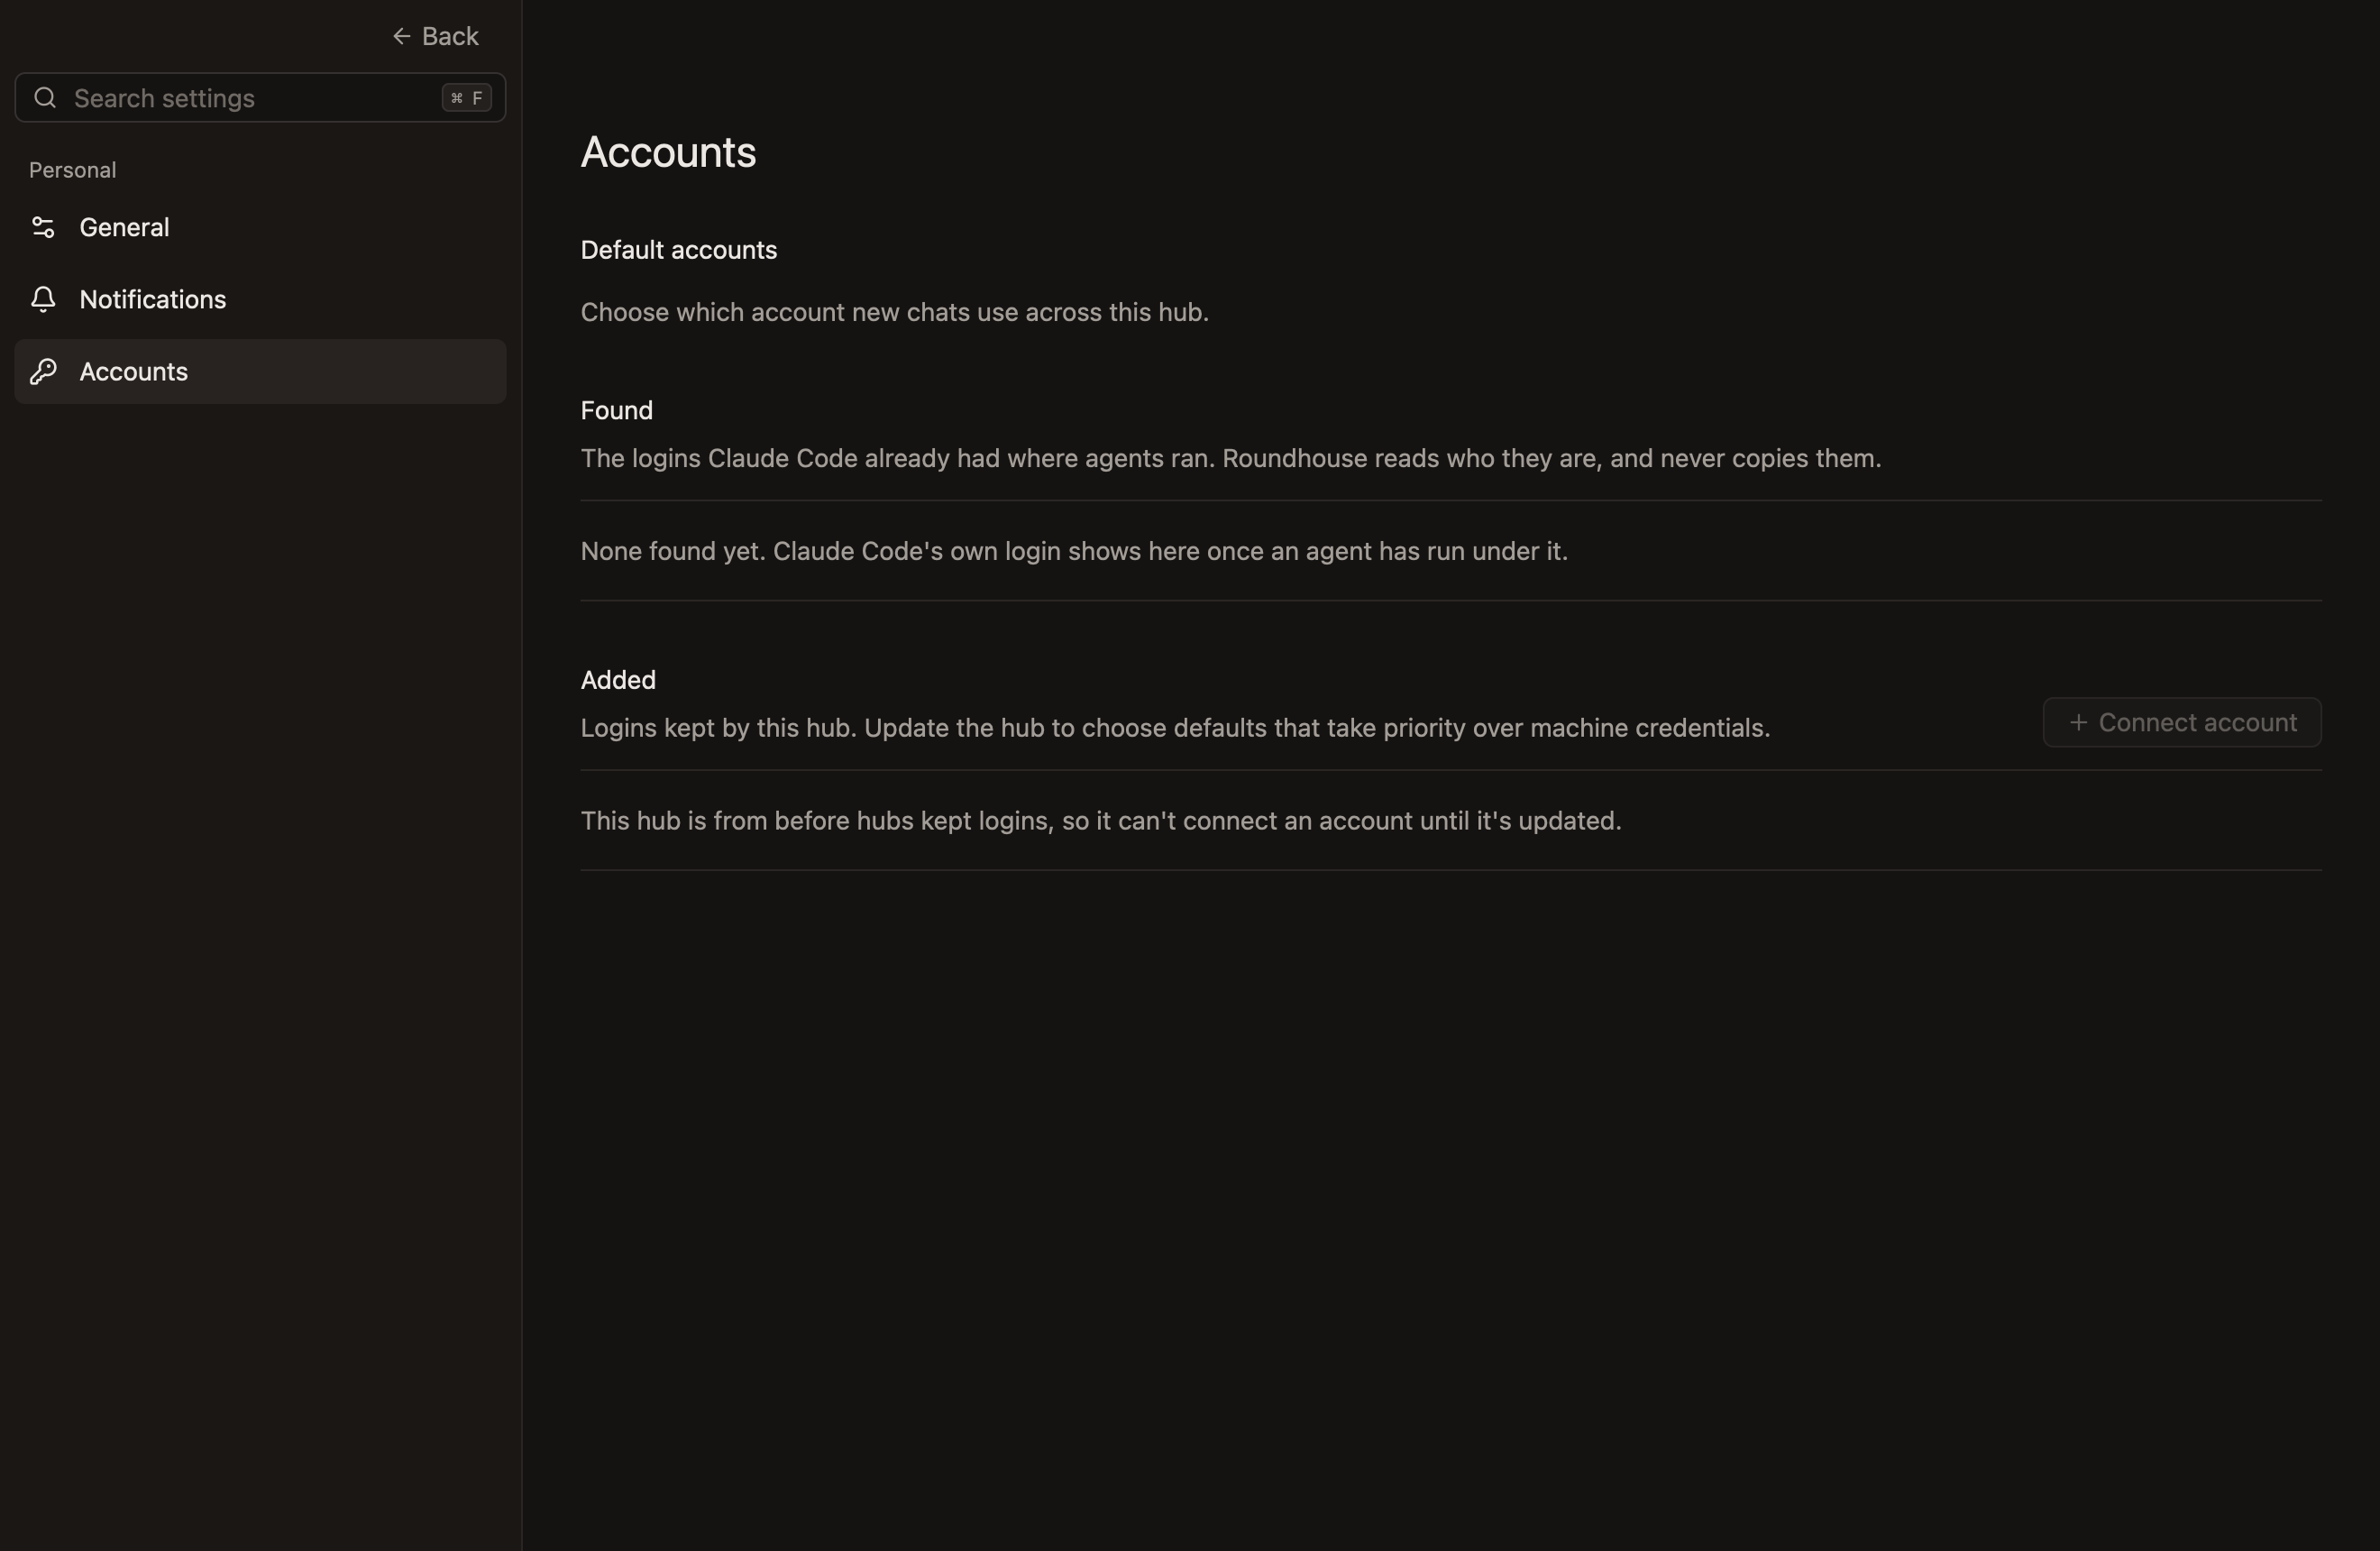 ← Back
Search settings ⌘ F
Personal
General
Notifications
Accounts
Accounts
Default accounts
Choose which account new chats use across this hub.
Found
The logins Claude Code already had where agents ran. Roundhouse reads who they are, and never copies them.
None found yet. Claude Code's own login shows here once an agent has run under it.
Added
Logins kept by this hub. Update the hub to choose defaults that take priority over machine credentials.
+ Connect account
This hub is from before hubs kept logins, so it can't connect an account until it's updated.